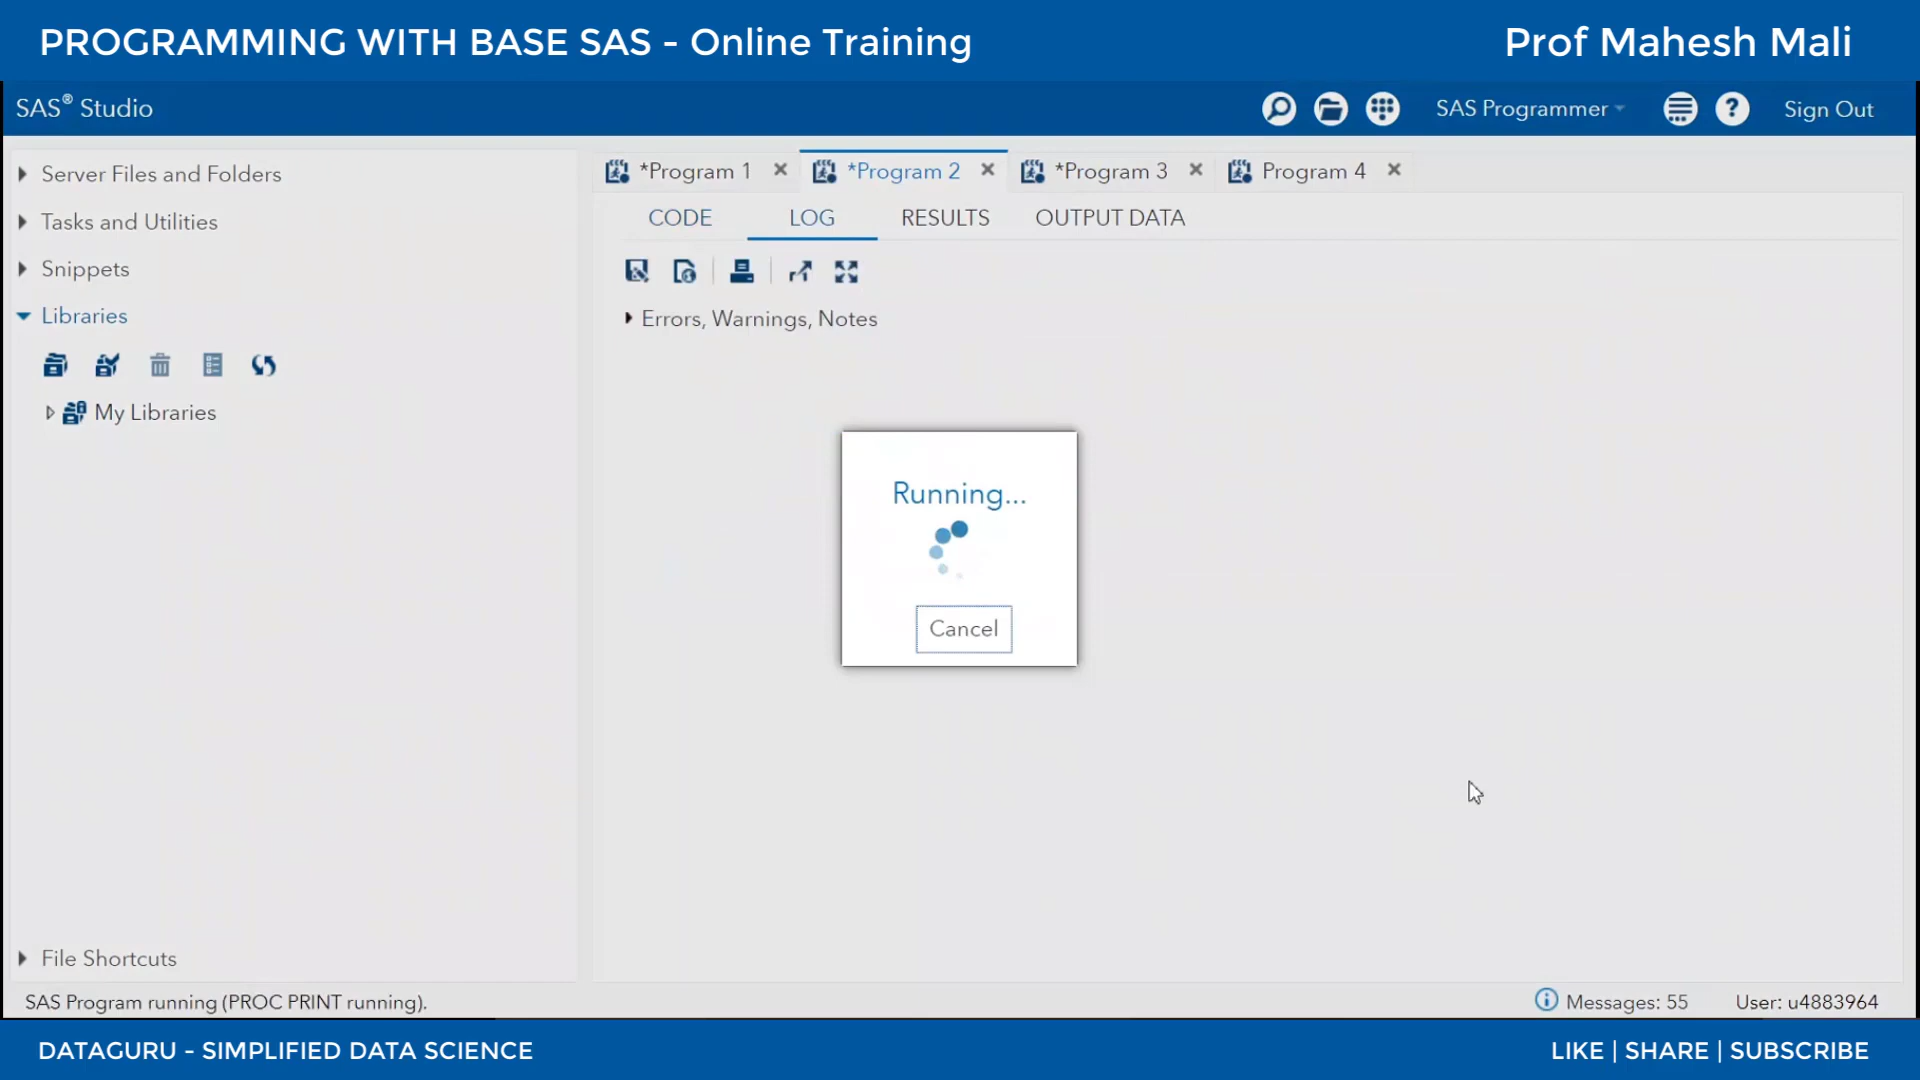 PROGRAMMING WITH BASE SAS - Online Training
Prof Mahesh Mali
SAS® Studio
SAS Programmer
Sign Out
Server Files and Folders
Tasks and Utilities
Snippets
Libraries
My Libraries
File Shortcuts
*Program 1
*Program 2
*Program 3
Program 4
CODE
LOG
RESULTS
OUTPUT DATA
Errors, Warnings, Notes
Running...
Cancel
SAS Program running (PROC PRINT running).
Messages: 55
User: u4883964
DATAGURU - SIMPLIFIED DATA SCIENCE
LIKE | SHARE | SUBSCRIBE